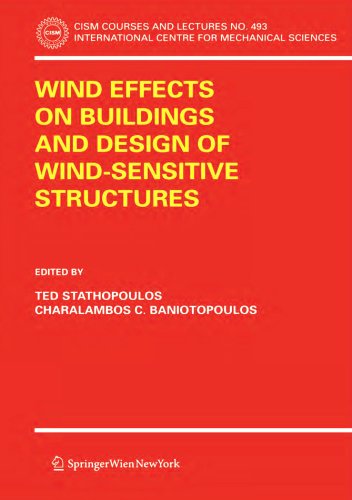 CISM
CISM COURSES AND LECTURES NO. 493
INTERNATIONAL CENTRE FOR MECHANICAL SCIENCES
WIND EFFECTS
ON BUILDINGS
AND DESIGN OF
WIND-SENSITIVE
STRUCTURES
EDITED BY
TED STATHOPOULOS
CHARALAMBOS C. BANIOTOPOULOS
SpringerWienNewYork